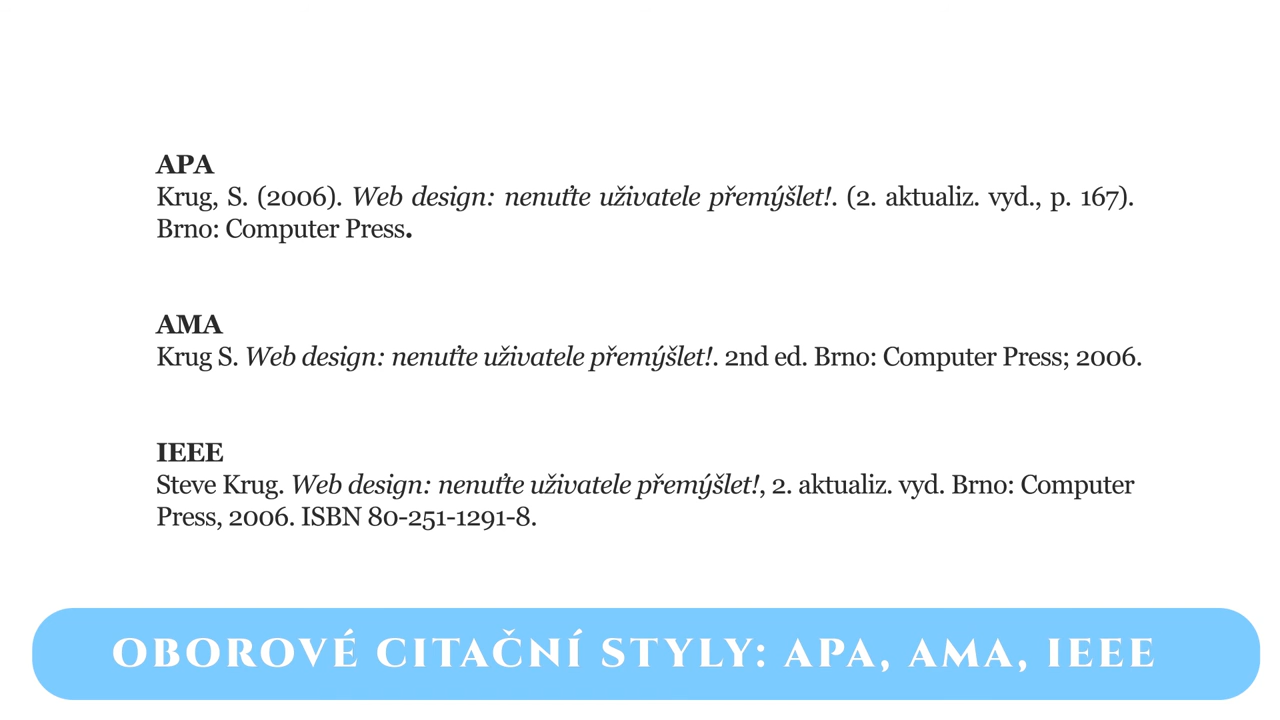 APA
Krug, S. (2006). Web design: nenuťte uživatele přemýšlet!. (2. aktualiz. vyd., p. 167).
Brno: Computer Press.
AMA
Krug S. Web design: nenuťte uživatele přemýšlet!. 2nd ed. Brno: Computer Press; 2006.
IEEE
Steve Krug. Web design: nenuťte uživatele přemýšlet!, 2. aktualiz. vyd. Brno: Computer
Press, 2006. ISBN 80-251-1291-8.
OBOROVÉ CITAČNÍ STYLY: APA, AMA, IEEE